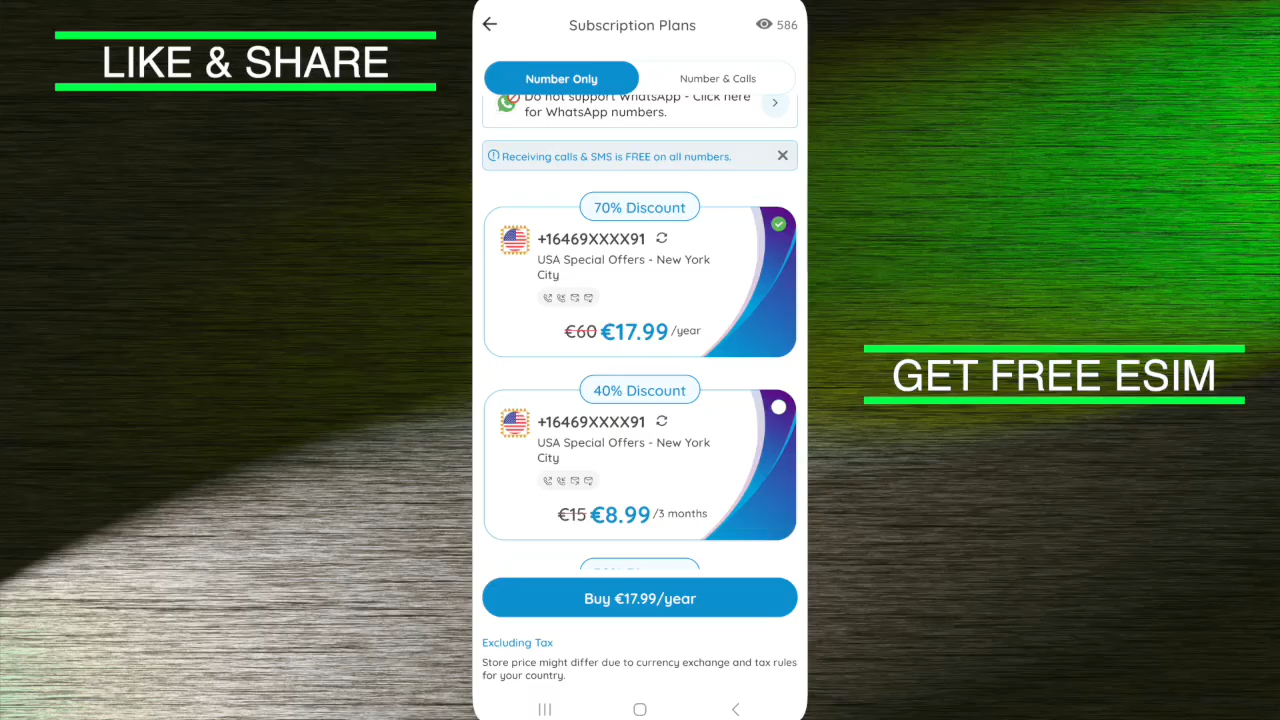 LIKE & SHARE
Subscription Plans
586
Number Only
Number & Calls
Do not support WhatsApp - Click here
for WhatsApp numbers.
Receiving calls & SMS is FREE on all numbers.
70% Discount
+16469XXXX91
USA Special Offers - New York
City
€60 €17.99 /year
GET FREE ESIM
40% Discount
+16469XXXX91
USA Special Offers - New York
City
€15 €8.99 /3 months
Buy €17.99/year
Excluding Tax
Store price might differ due to currency exchange and tax rules
for your country.